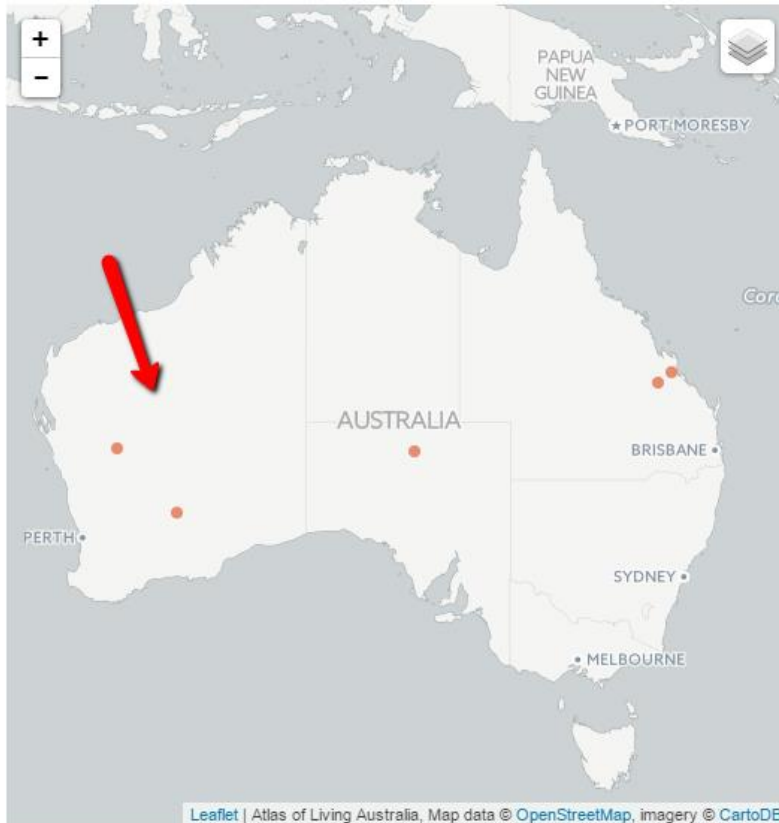 +
−
PAPUA
NEW
GUINEA
★PORT MORESBY
Cor
AUSTRALIA
BRISBANE
PERTH
SYDNEY
MELBOURNE
Leaflet | Atlas of Living Australia, Map data © OpenStreetMap, imagery © CartoDB